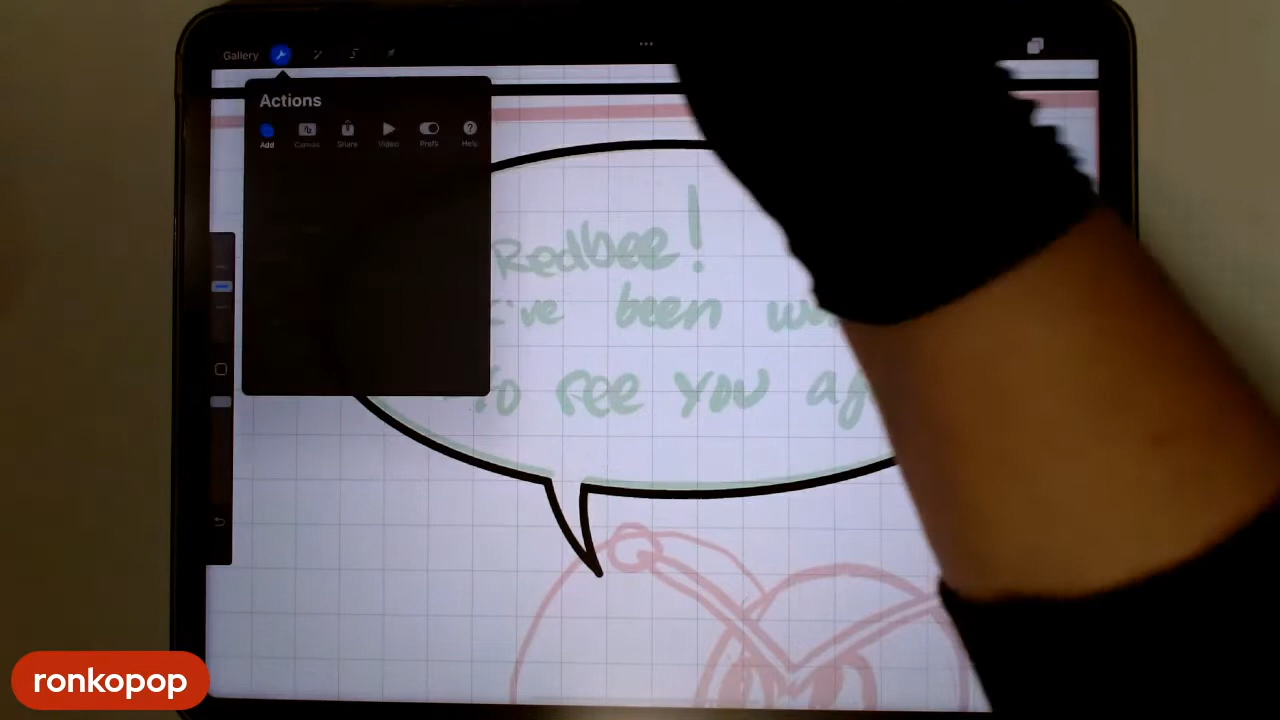 Gallery
Actions
Add Canvas Share Video Prefs Help
Redbee!
I've been
to see you
ronkopop